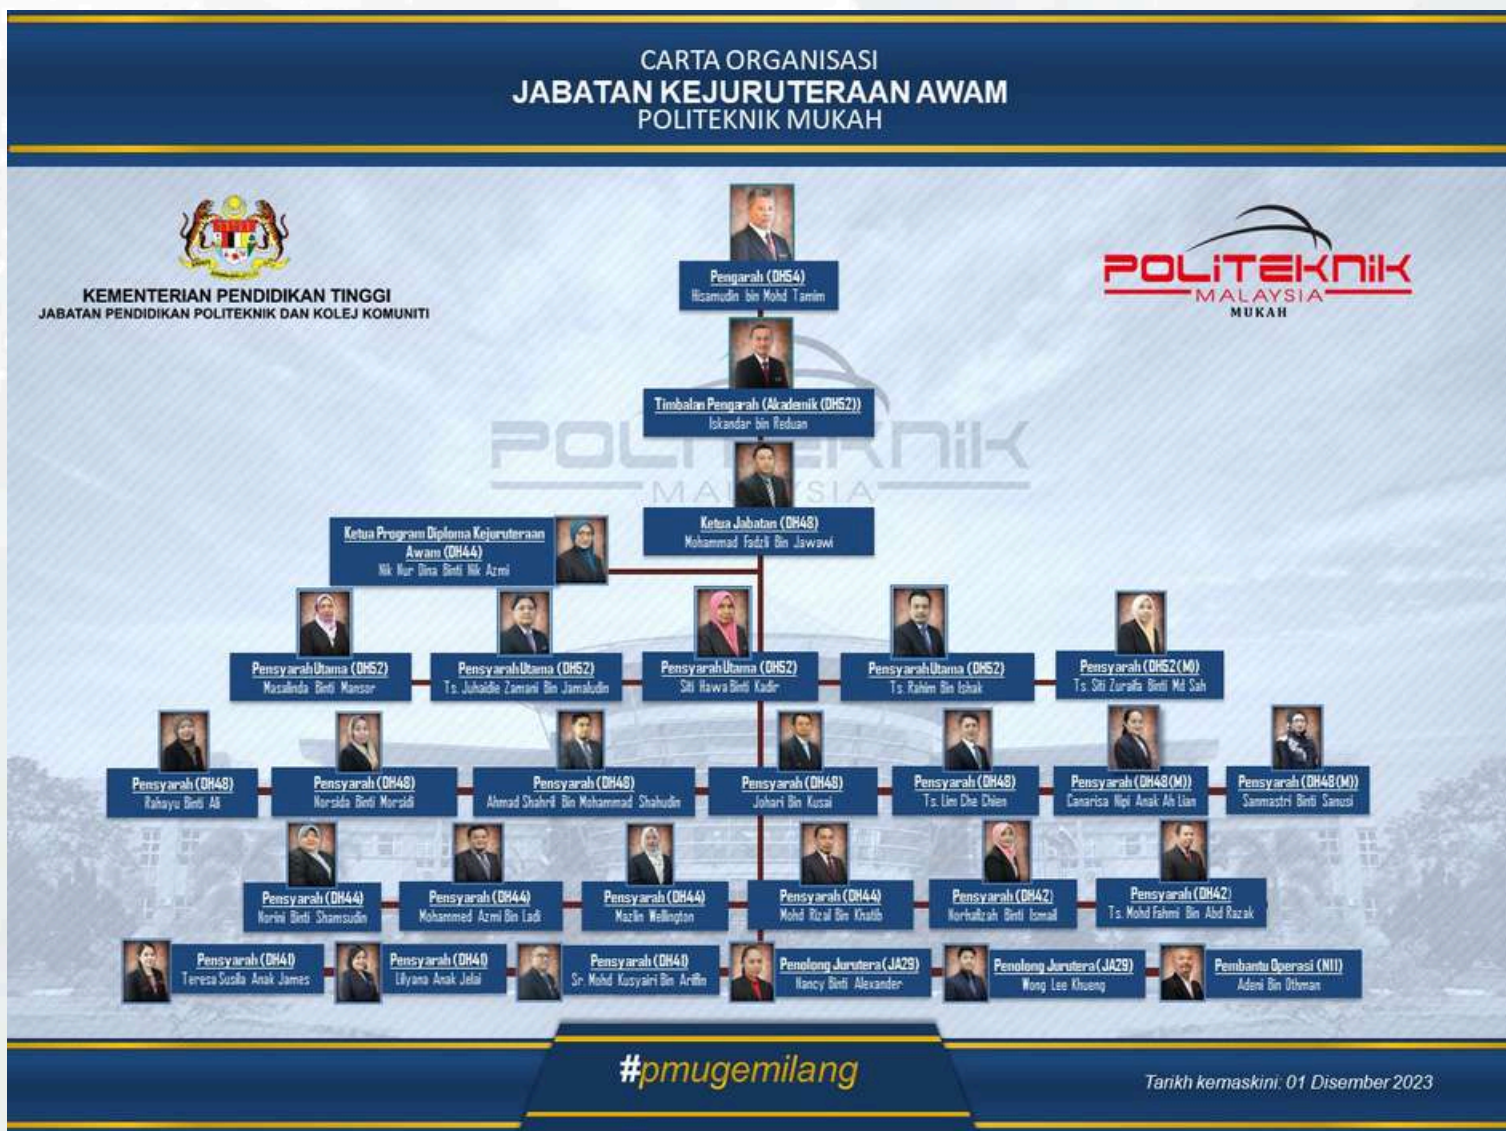 CARTA ORGANISASI
JABATAN KEJURUTERAAN AWAM
POLITEKNIK MUKAH
KEMENTERIAN PENDIDIKAN TINGGI
JABATAN PENDIDIKAN POLITEKNIK DAN KOLEJ KOMUNITI
POLITEKNIK
MALAYSIA
MUKAH
Pengarah (DH54)
Hisamudin bin Mohd Tamim
Timbalan Pengarah (Akademik (DH52))
Iskandar bin Reduan
Ketua Jabatan (DH48)
Mohammad Fadzli Bin Jawawi
Ketua Program Diploma Kejuruteraan
Awam (DH44)
Nik Nur Dina Binti Nik Azmi
Pensyarah Utama (DH52)
Masalinda Binti Mansor
Pensyarah Utama (DH52)
Ts. Juhaidie Zamani Bin Jamaludin
Pensyarah Utama (DH52)
Siti Hawa Binti Kadir
Pensyarah Utama (DH52)
Ts. Rahim Bin Ishak
Pensyarah (DH52(M))
Ts. Siti Zuraifa Binti Md Sah
Pensyarah (DH48)
Rahayu Binti Ali
Pensyarah (DH48)
Norsida Binti Morsidi
Pensyarah (DH48)
Ahmad Shahril Bin Mohammad Shahudin
Pensyarah (DH48)
Johari Bin Kusai
Pensyarah (DH48)
Ts. Lim Che Chien
Pensyarah (DH48(M))
Canarisa Nipi Anak Ah Lian
Pensyarah (DH48(M))
Sanmastri Binti Sanusi
Pensyarah (DH44)
Norini Binti Shamsudin
Pensyarah (DH44)
Mohammed Azmi Bin Ladi
Pensyarah (DH44)
Mazlin Wellington
Pensyarah (DH44)
Mohd Rizal Bin Khatib
Pensyarah (DH42)
Norhafizah Binti Ismail
Pensyarah (DH42)
Ts. Mohd Fahmi Bin Abd Razak
Pensyarah (DH41)
Teresa Susila Anak James
Pensyarah (DH41)
Lilyana Anak Jelai
Pensyarah (DH41)
Sr. Mohd Kusyairi Bin Ariffin
Penolong Jurutera (JA29)
Nancy Binti Alexander
Penolong Jurutera (JA29)
Wong Lee Khueng
Pembantu Operasi (N11)
Adeni Bin Othman
#pmugemilang
Tarikh kemaskini: 01 Disember 2023